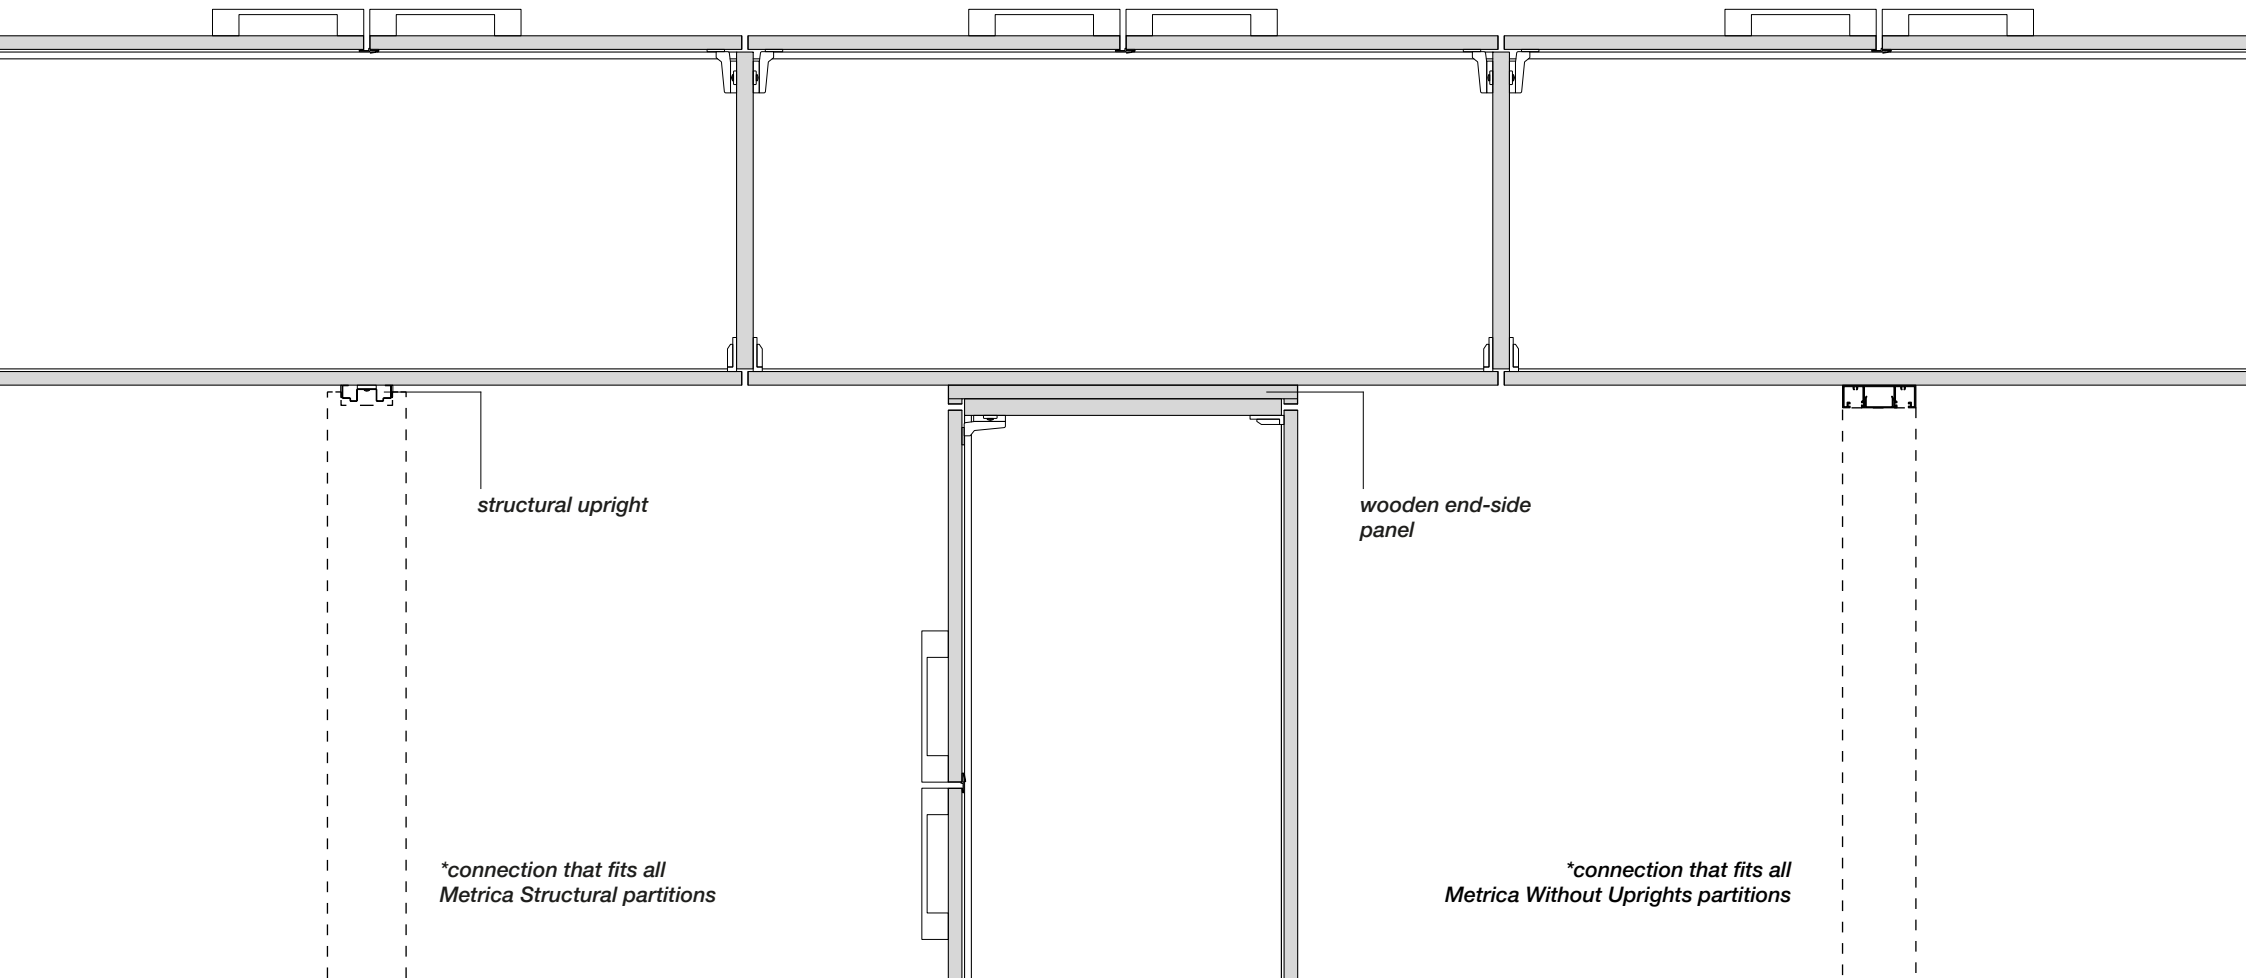 structural upright
wooden end-side
panel
*connection that fits all
Metrica Structural partitions
*connection that fits all
Metrica Without Uprights partitions